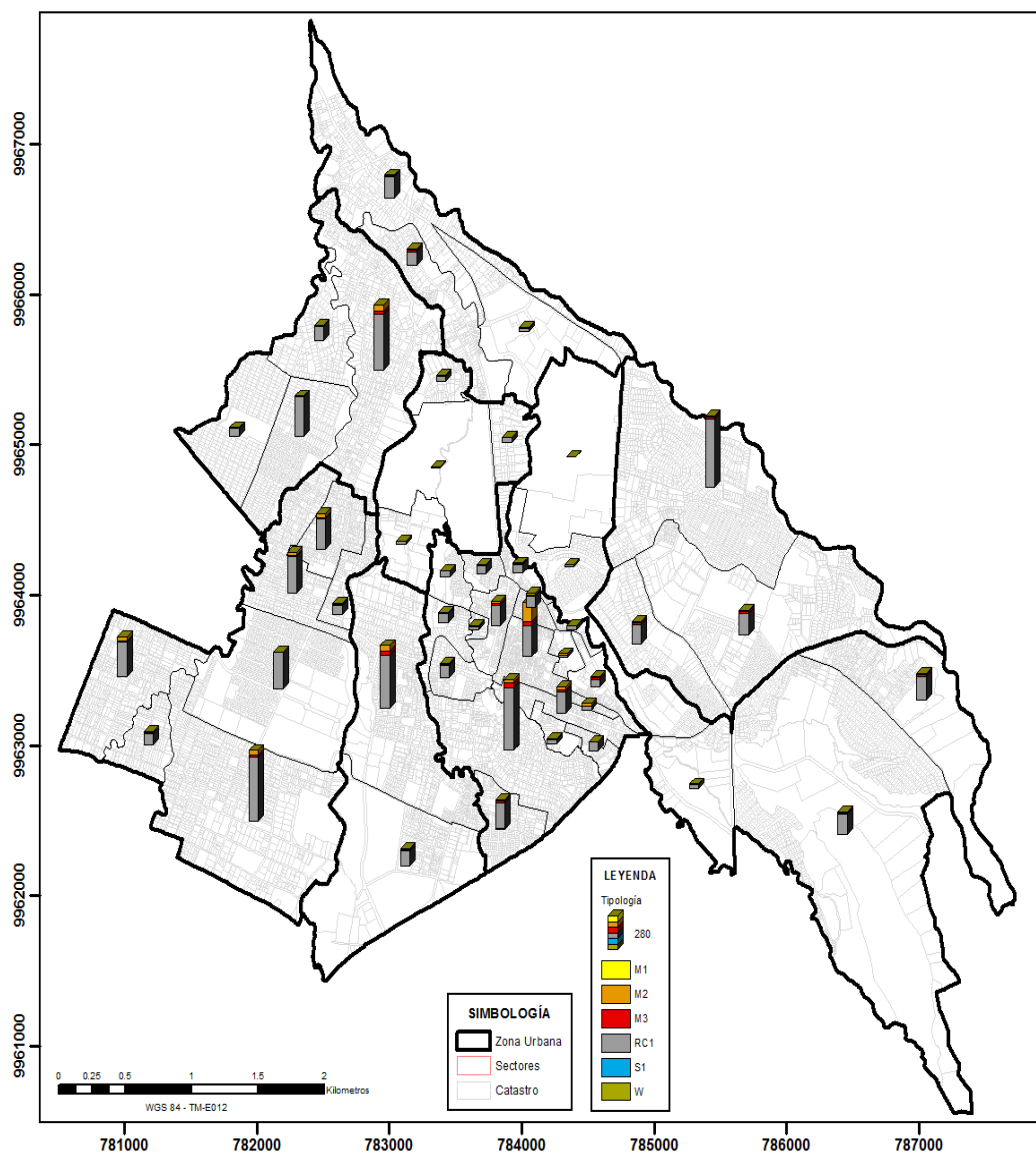 9967000
9966000
9965000
9964000
9963000
9962000
9961000
LEYENDA
Tipología
280
M1
M2
M3
RC1
S1
W
SIMBOLOGÍA
Zona Urbana
Sectores
Catastro
0 0.25 0.5 1 1.5 2
Kilometros
WGS 84 - TM-E012
781000 782000 783000 784000 785000 786000 787000